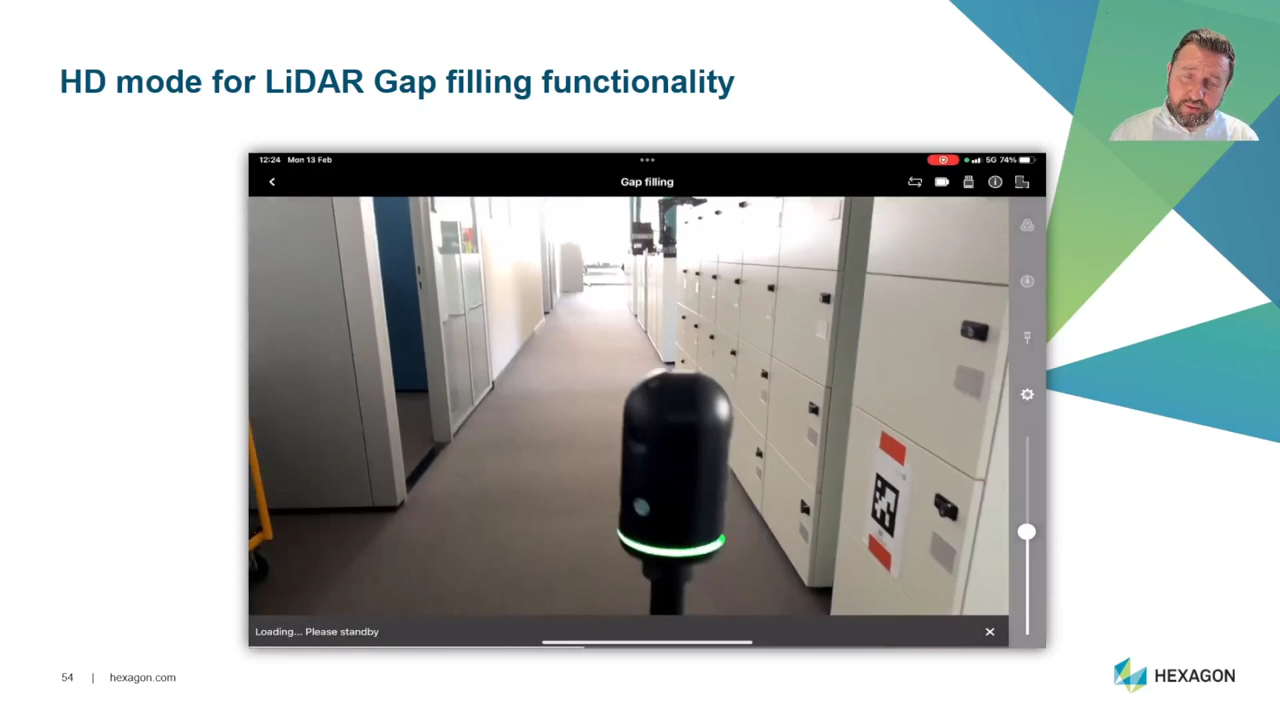 HD mode for LiDAR Gap filling functionality
12:24 Mon 13 Feb
5G 74%
Gap filling
Loading... Please standby
54 | hexagon.com
HEXAGON